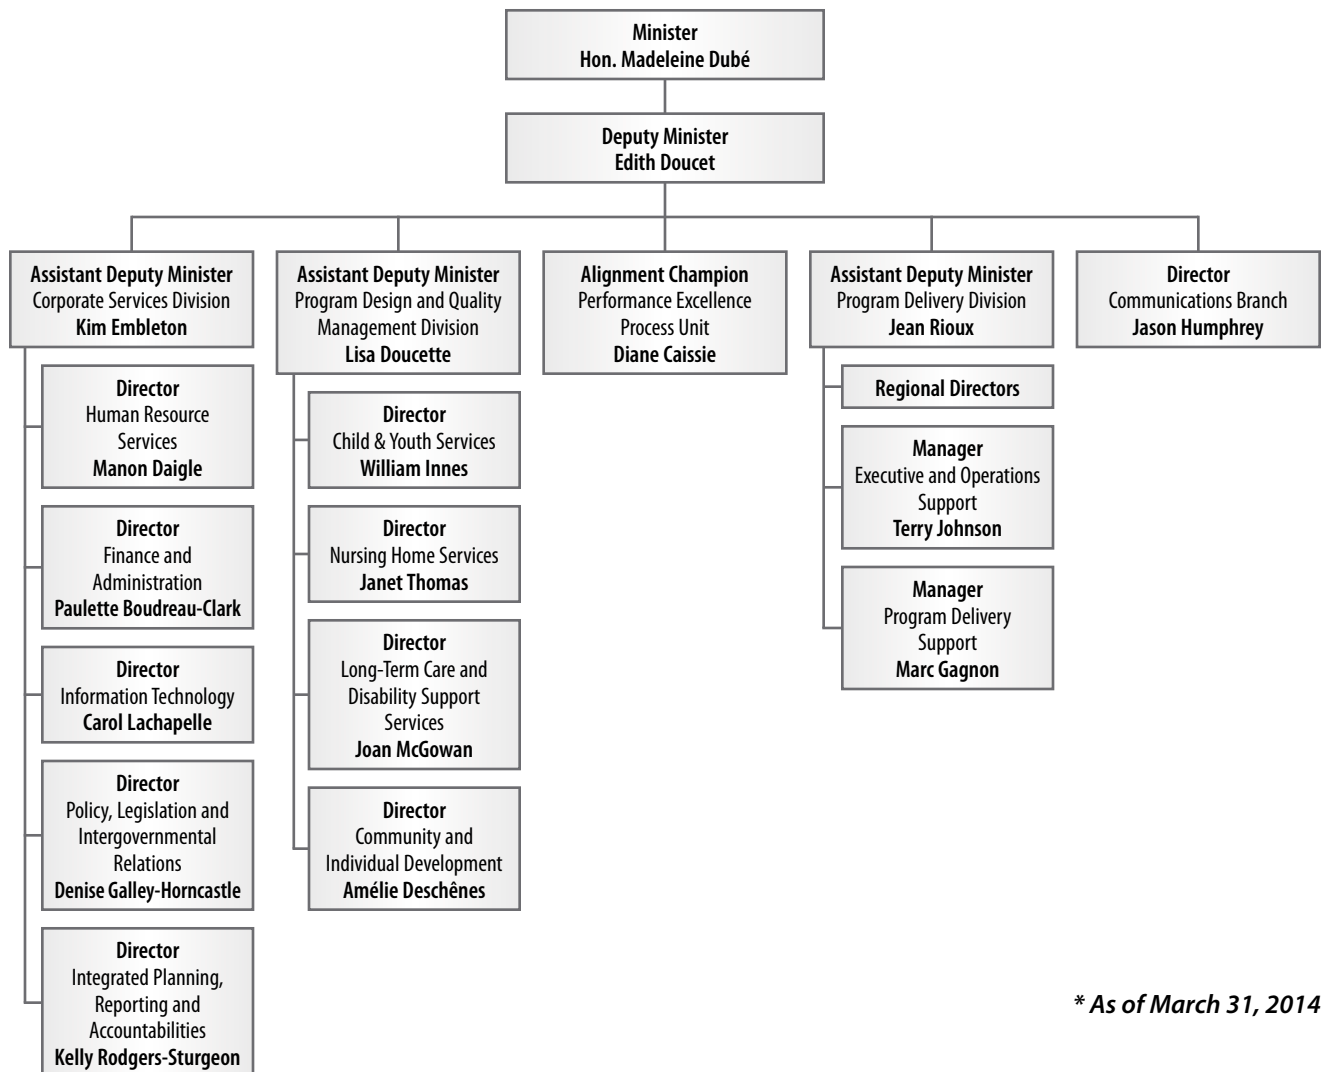 Minister
Hon. Madeleine Dubé
Deputy Minister
Edith Doucet
Assistant Deputy Minister
Corporate Services Division
Kim Embleton
Director
Human Resource
Services
Manon Daigle
Director
Finance and
Administration
Paulette Boudreau-Clark
Director
Information Technology
Carol Lachapelle
Director
Policy, Legislation and
Intergovernmental
Relations
Denise Galley-Horncastle
Director
Integrated Planning,
Reporting and
Accountabilities
Kelly Rodgers-Sturgeon
Assistant Deputy Minister
Program Design and Quality
Management Division
Lisa Doucette
Director
Child & Youth Services
William Innes
Director
Nursing Home Services
Janet Thomas
Director
Long-Term Care and
Disability Support
Services
Joan McGowan
Director
Community and
Individual Development
Amélie Deschênes
Alignment Champion
Performance Excellence
Process Unit
Diane Caissie
Assistant Deputy Minister
Program Delivery Division
Jean Rioux
Regional Directors
Manager
Executive and Operations
Support
Terry Johnson
Manager
Program Delivery
Support
Marc Gagnon
Director
Communications Branch
Jason Humphrey
* As of March 31, 2014